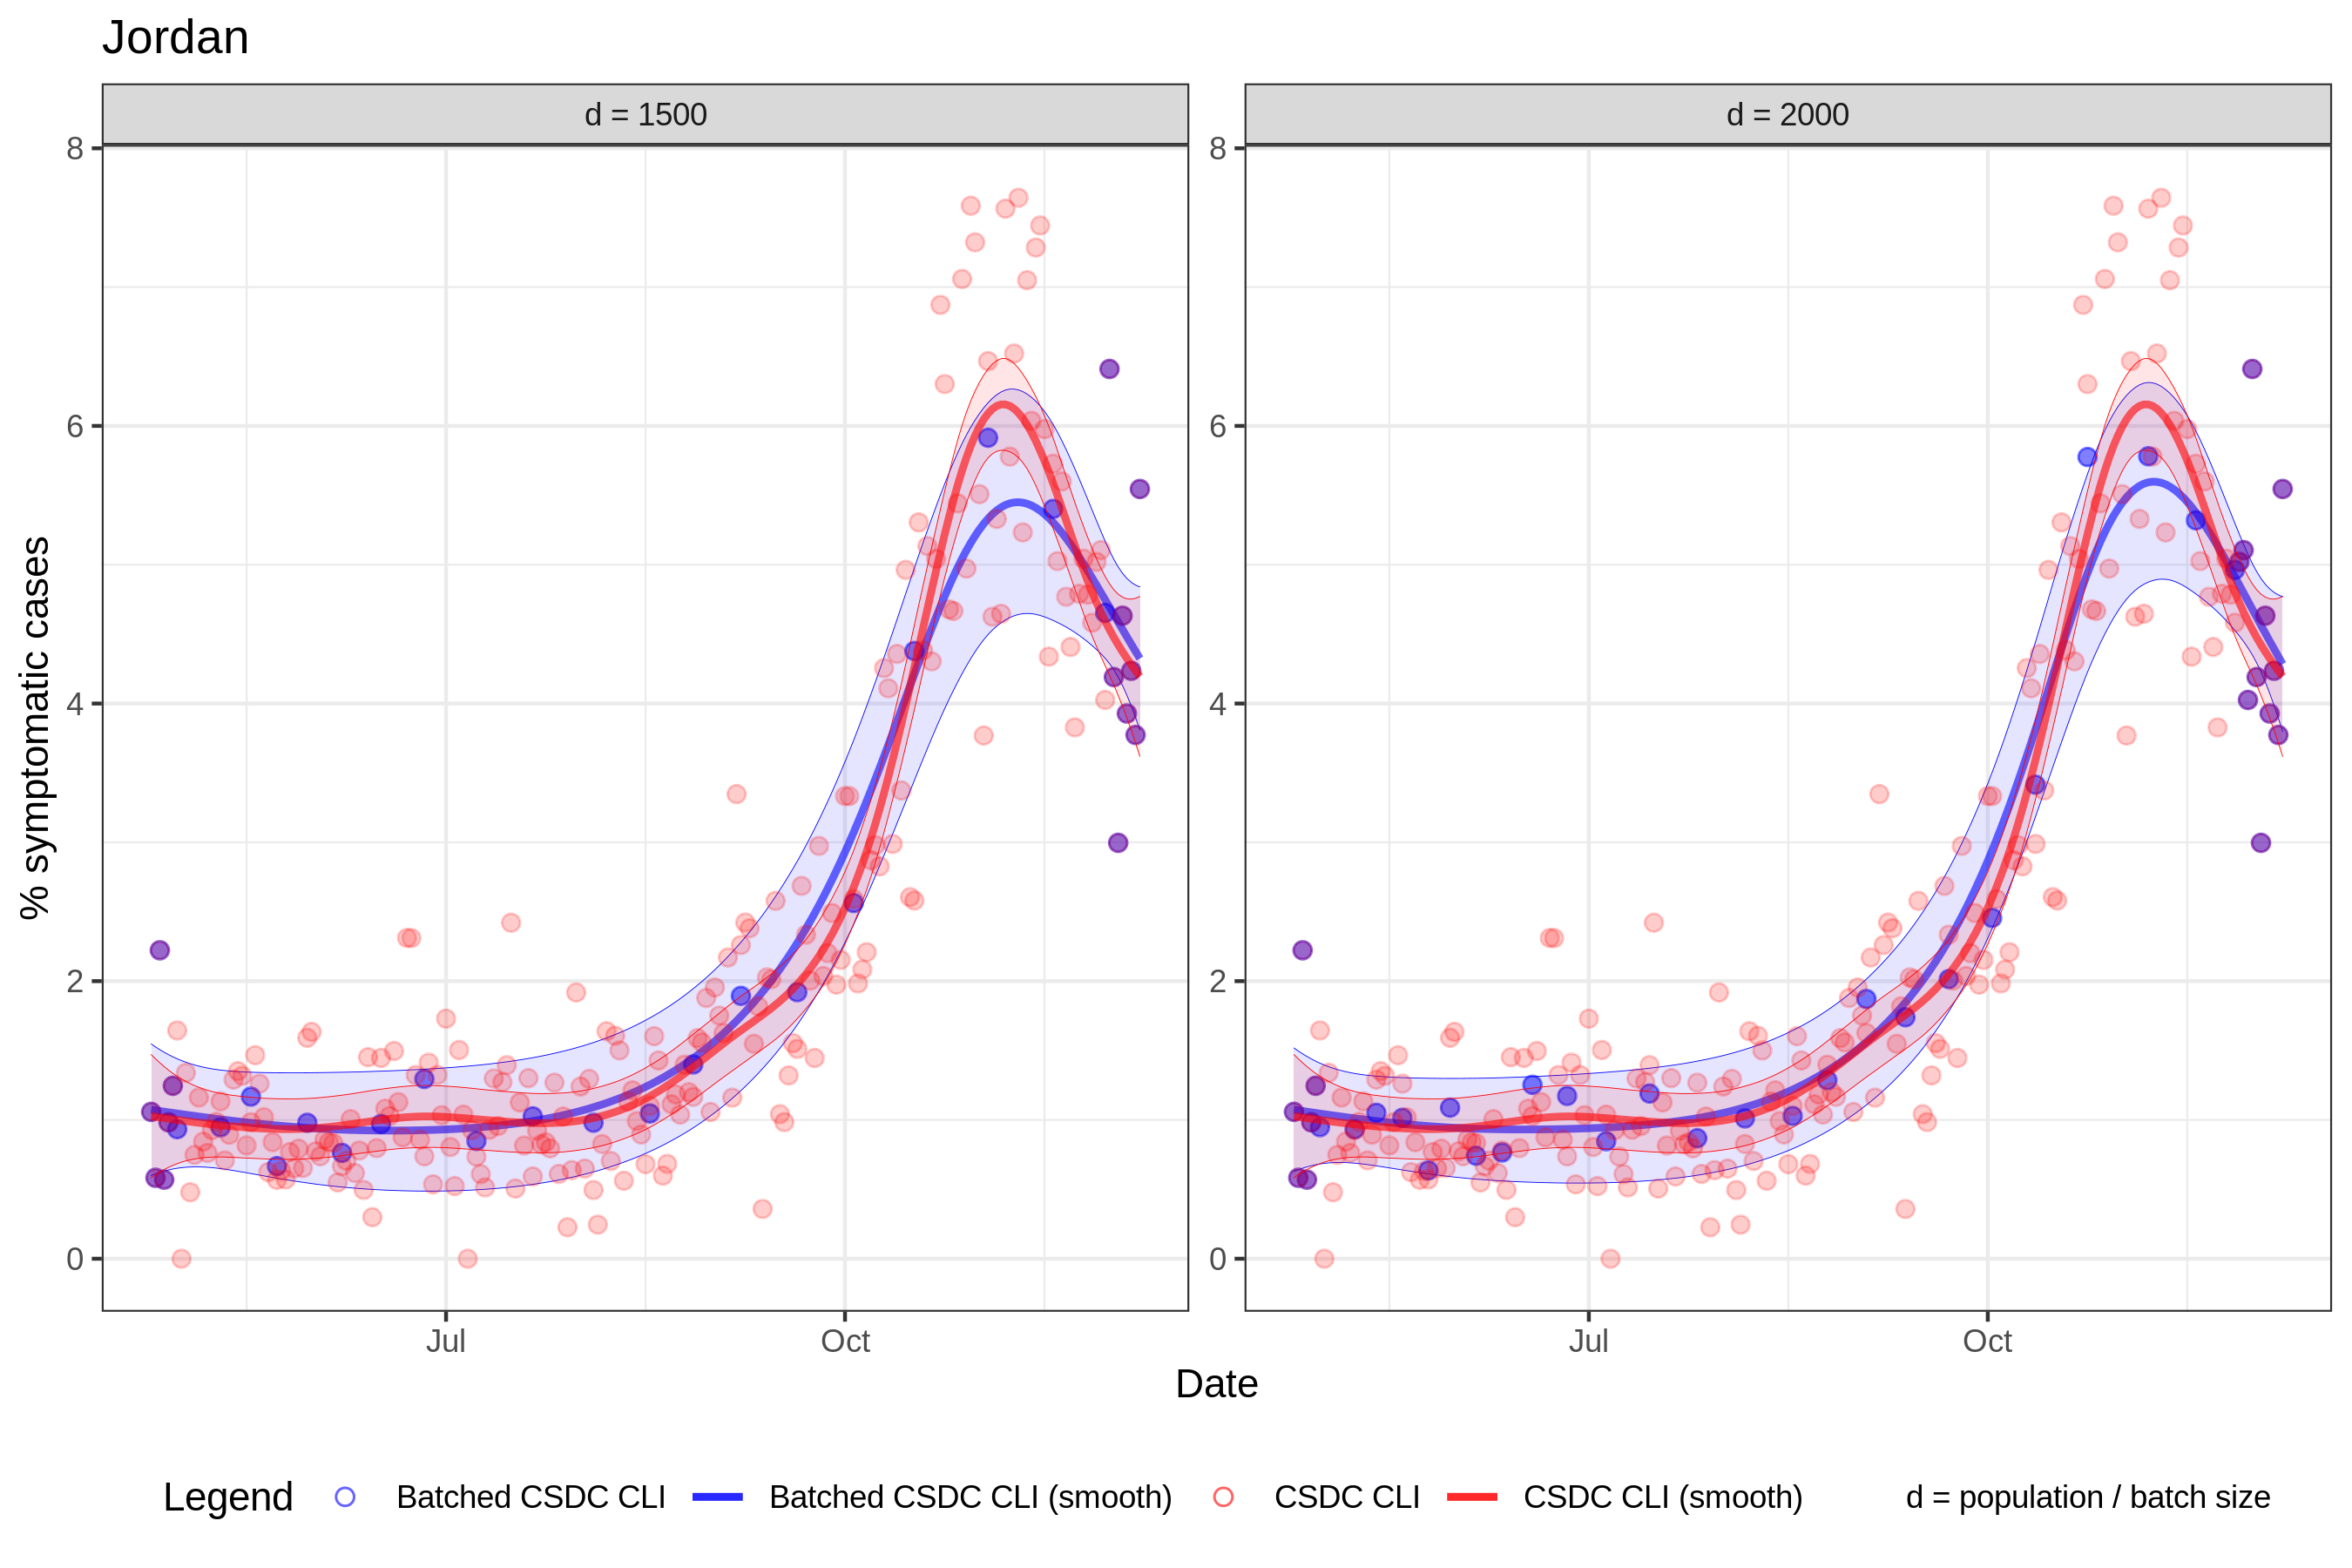 Jordan
d = 1500
d = 2000
8
6
4
2
0
8
6
4
2
0
% symptomatic cases
Jul
Oct
Jul
Oct
Date
Legend
Batched CSDC CLI
Batched CSDC CLI (smooth)
CSDC CLI
CSDC CLI (smooth)
d = population / batch size